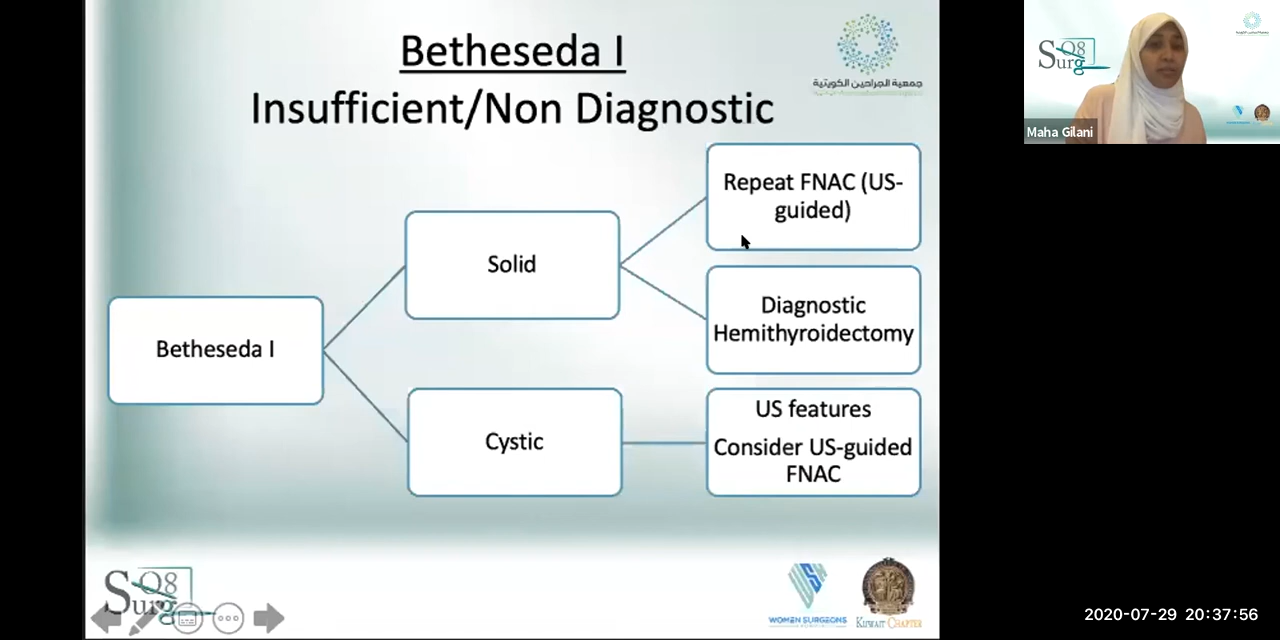 Betheseda I
Insufficient/Non Diagnostic
جمعية الجراحين الكويتية
Betheseda I
Solid
Cystic
Repeat FNAC (US-
guided)
Diagnostic
Hemithyroidectomy
US features
Consider US-guided
FNAC
S Q8
Surg
WOMEN SURGEONS
KUWAIT CHAPTER
S Q8
Surg
Maha Gilani
2020-07-29 20:37:56